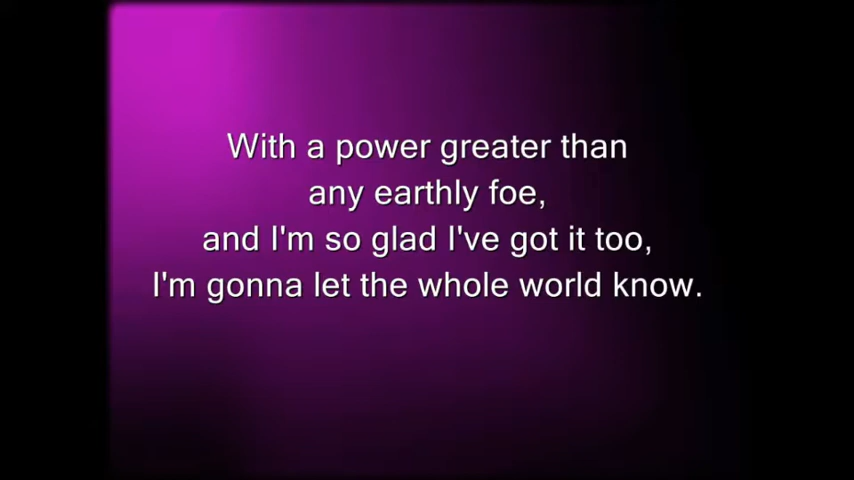 With a power greater than
any earthly foe,
and I'm so glad I've got it too,
I'm gonna let the whole world know.